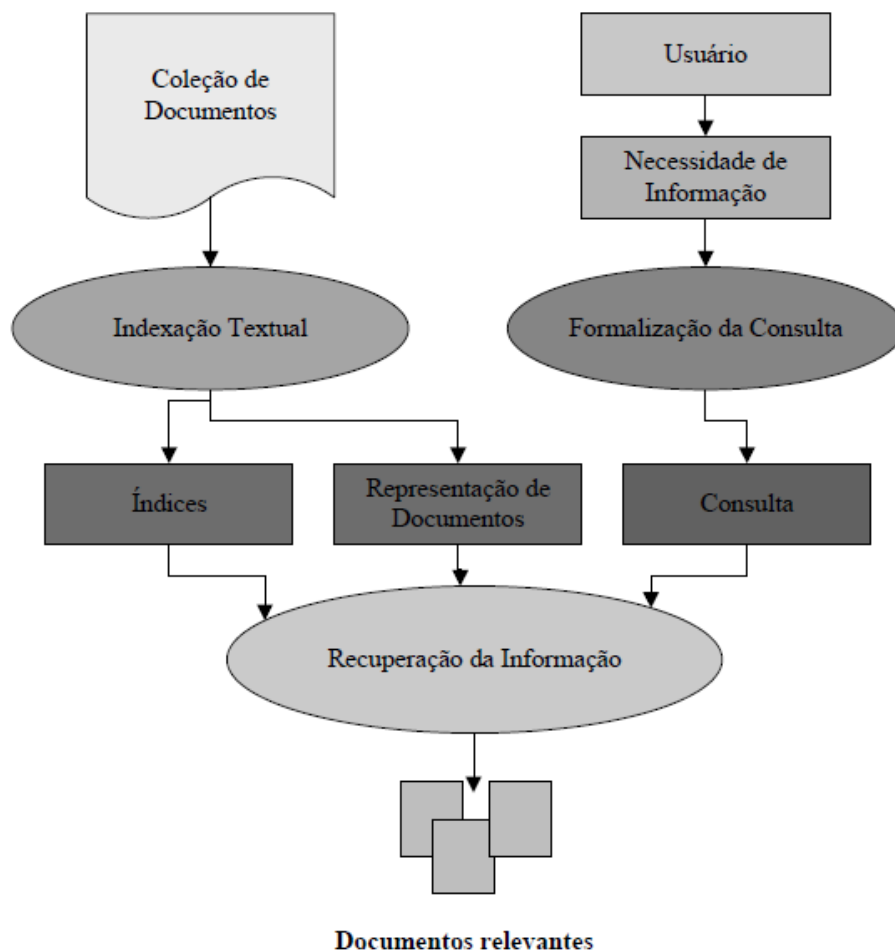 Coleção de
Documentos
Usuário
Necessidade de
Informação
Indexação Textual
Formalização da Consulta
Índices
Representação de
Documentos
Consulta
Recuperação da Informação
Documentos relevantes